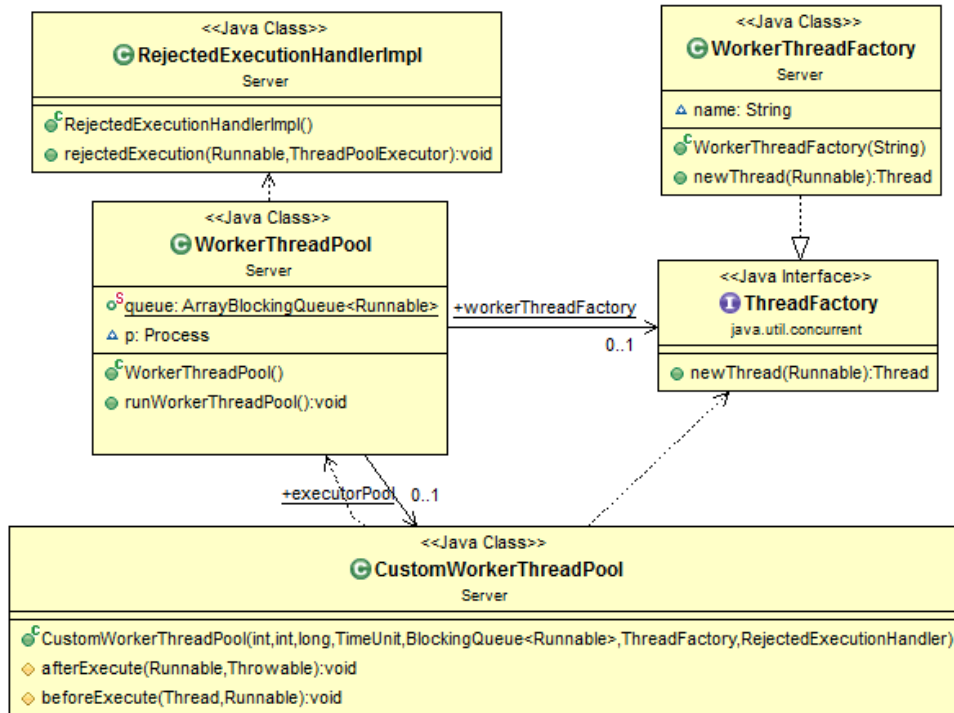 <<Java Class>>
RejectedExecutionHandlerImpl
Server
RejectedExecutionHandlerImpl()
rejectedExecution(Runnable,ThreadPoolExecutor):void
<<Java Class>>
WorkerThreadFactory
Server
name: String
WorkerThreadFactory(String)
newThread(Runnable):Thread
<<Java Class>>
WorkerThreadPool
Server
queue: ArrayBlockingQueue<Runnable>
p: Process
WorkerThreadPool()
runWorkerThreadPool():void
+workerThreadFactory
0..1
<<Java Interface>>
ThreadFactory
java.util.concurrent
newThread(Runnable):Thread
+executorPool
0..1
<<Java Class>>
CustomWorkerThreadPool
Server
CustomWorkerThreadPool(int,int,long,TimeUnit,BlockingQueue<Runnable>,ThreadFactory,RejectedExecutionHandler)
afterExecute(Runnable,Throwable):void
beforeExecute(Thread,Runnable):void